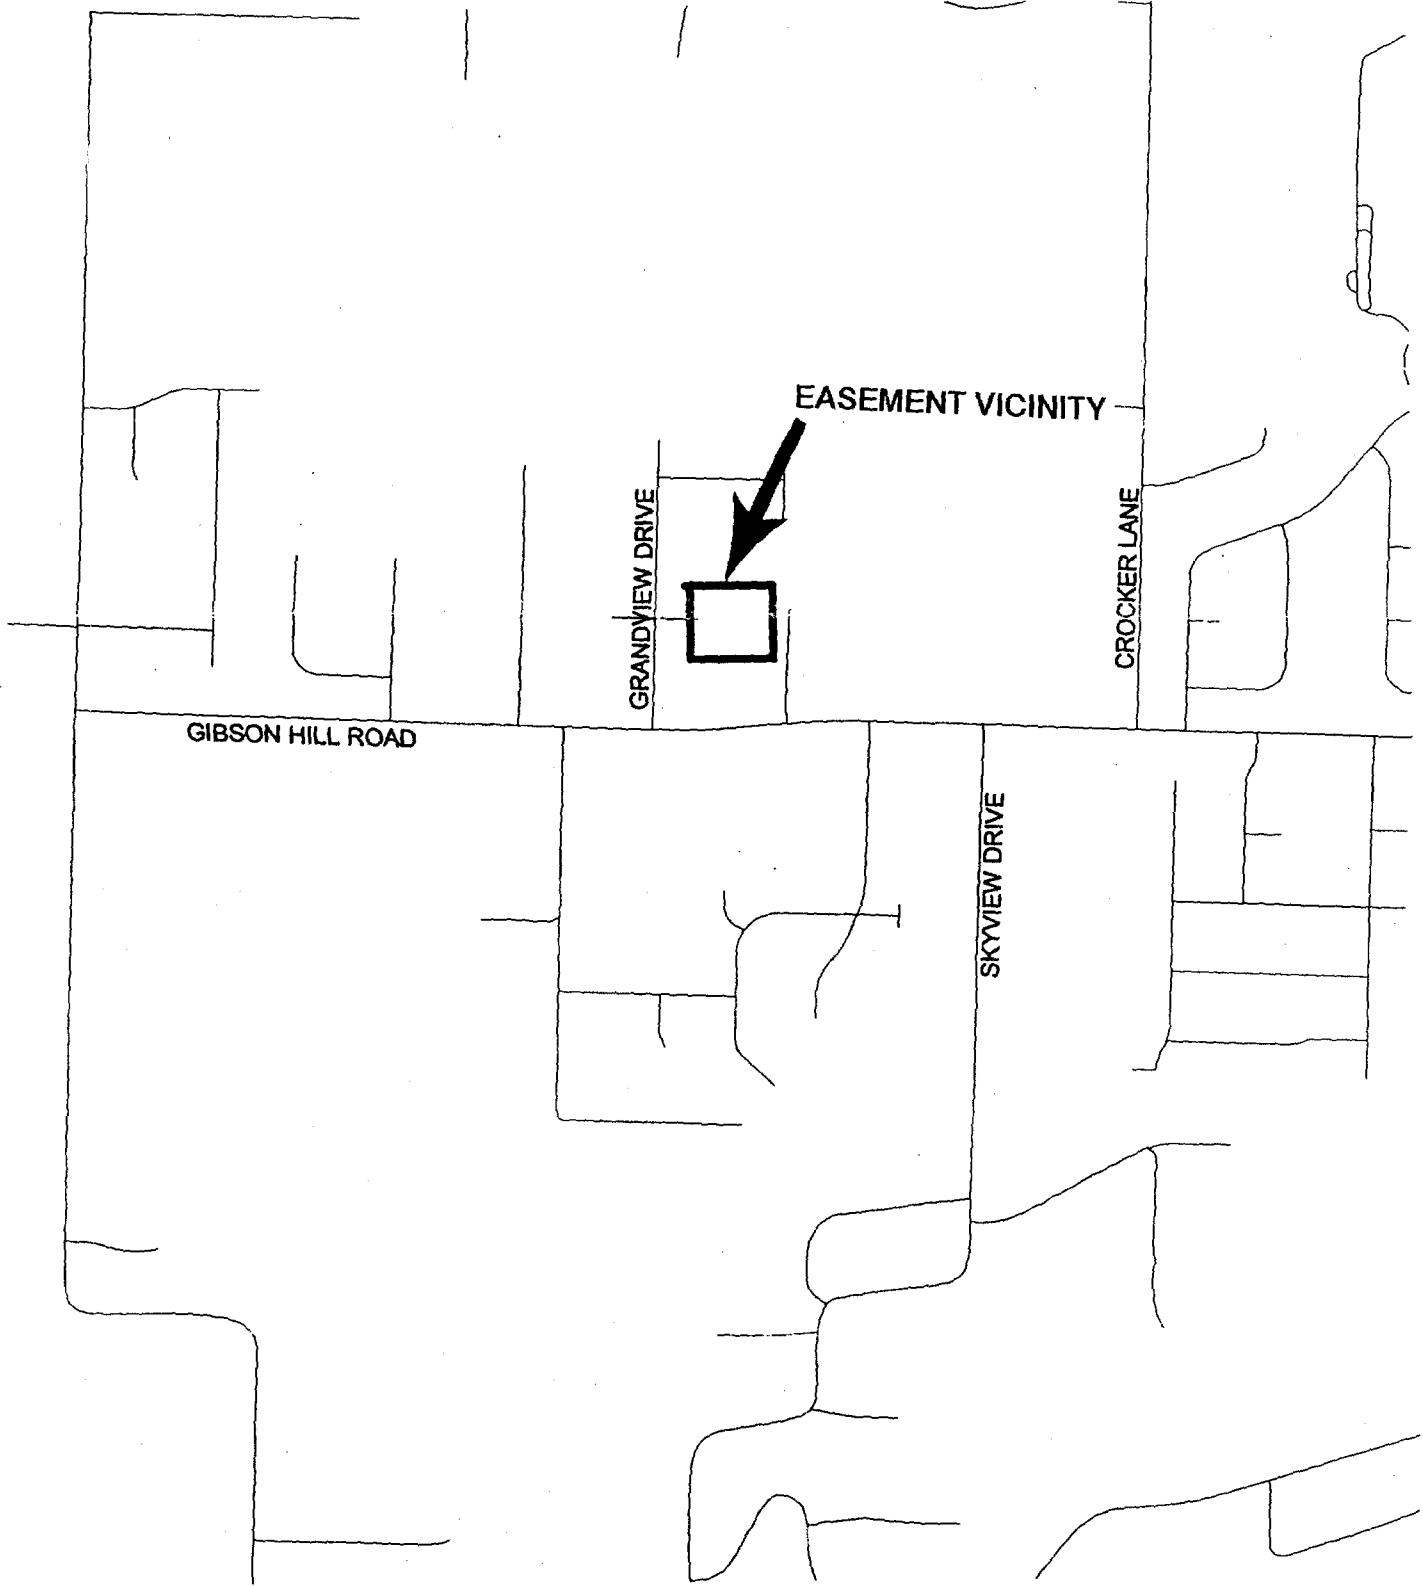 EASEMENT VICINITY
GRANDVIEW DRIVE
CROCKER LANE
GIBSON HILL ROAD
SKYVIEW DRIVE